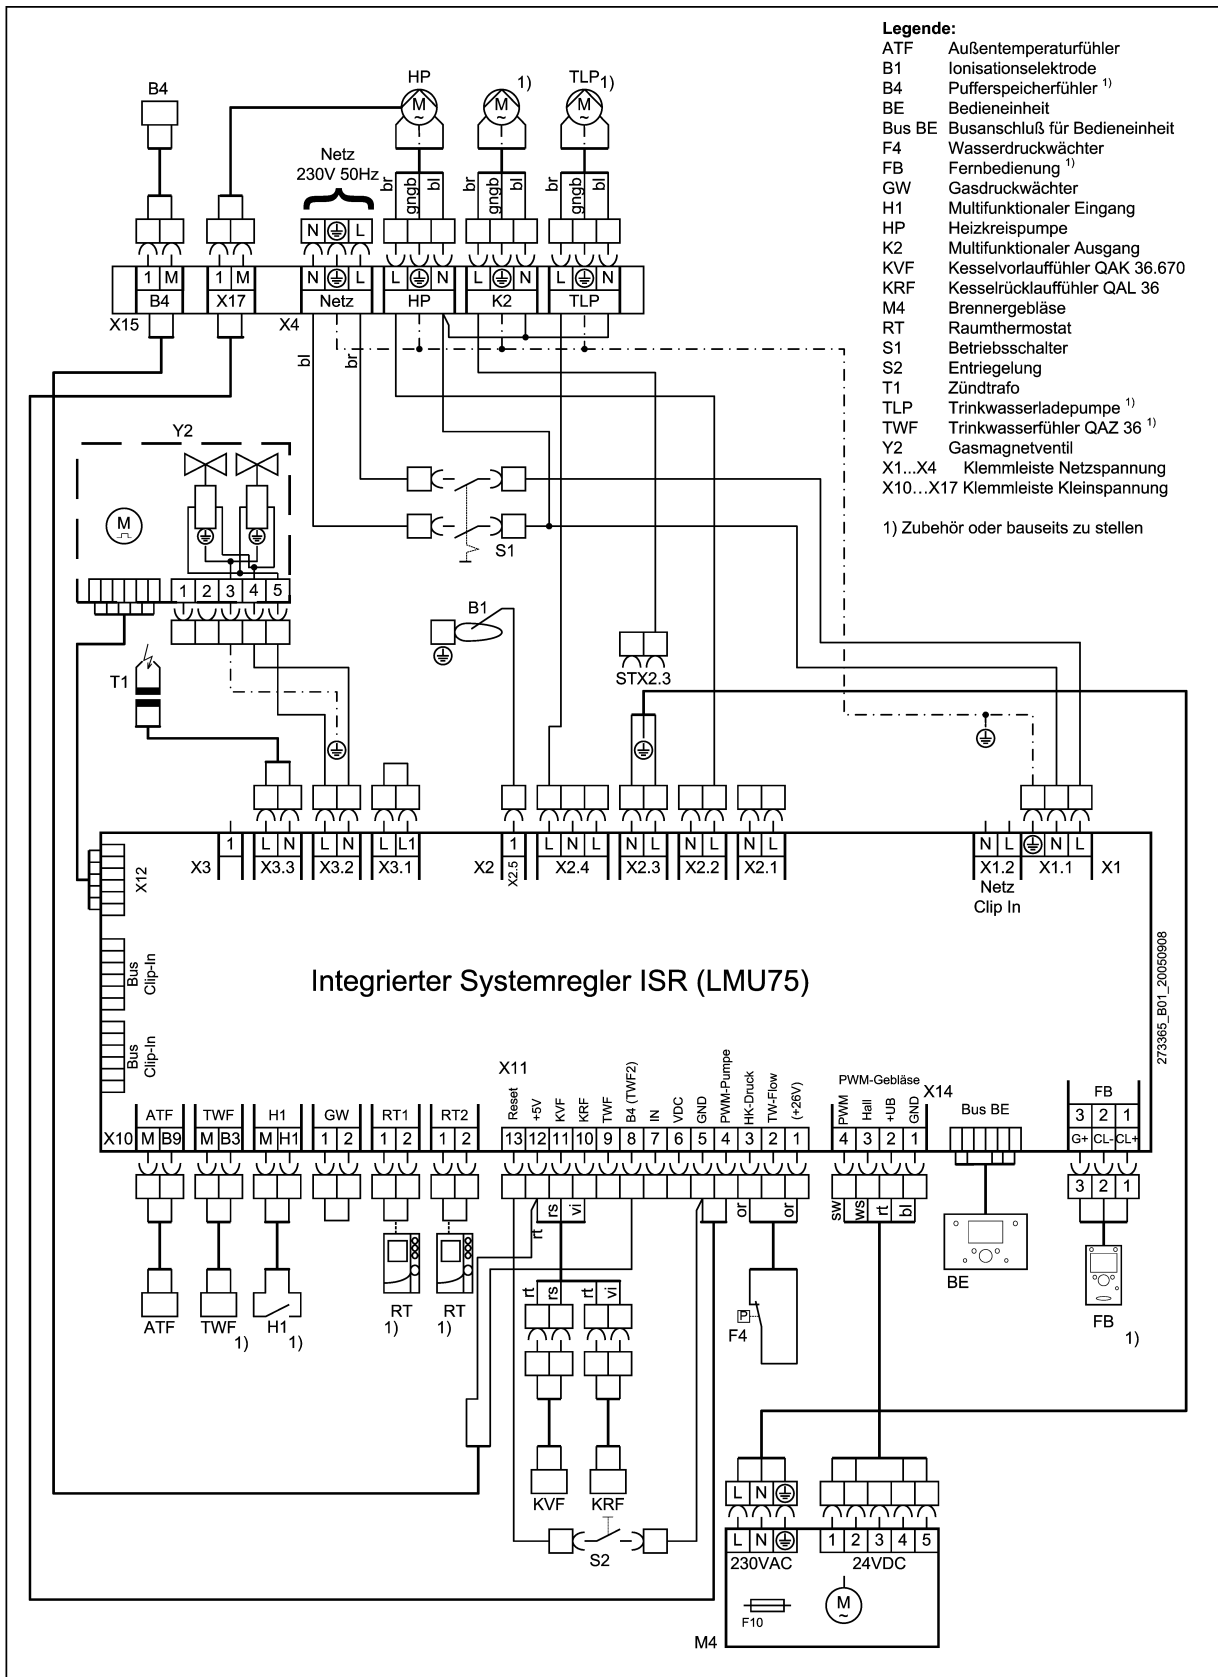 Legende:
ATF Außentemperaturfühler
B1 Ionisationselektrode
B4 Pufferspeicherfühler 1)
BE Bedieneinheit
Bus BE Busanschluß für Bedieneinheit
F4 Wasserdruckwächter
FB Fernbedienung 1)
GW Gasdruckwächter
H1 Multifunktionaler Eingang
HP Heizkreispumpe
K2 Multifunktionaler Ausgang
KVF Kesselvorlauffühler QAK 36.670
KRF Kesselrücklauffühler QAL 36
M4 Brennergebläse
RT Raumthermostat
S1 Betriebsschalter
S2 Entriegelung
T1 Zündtrafo
TLP Trinkwasserladepumpe 1)
TWF Trinkwasserfühler QAZ 36 1)
Y2 Gasmagnetventil
X1...X4 Klemmleiste Netzspannung
X10...X17 Klemmleiste Kleinspannung
1) Zubehör oder bauseits zu stellen
B4 HP 1) TLP 1)
M ~ M ~ M ~
Netz
230V 50Hz
br gngb bl br gngb bl br gngb bl
N L
1 M 1 M N L L N L N L N
B4 X17 Netz HP K2 TLP
X15 X4
bl br
Y2
M
S1
1 2 3 4 5
B1
T1
STX2.3
1 L N L N L L1 1 L N L N L N L N L N L N L
X3 X3.3 X3.2 X3.1 X2 X2.5 X2.4 X2.3 X2.2 X2.1 X1.2 X1.1 X1
Netz
Clip In
X12
Bus
Clip-In
Bus
Clip-In
Integrierter Systemregler ISR (LMU75)
273365_B01_20050908
X11
Reset +5V KVF KRF TWF B4 (TWF2) IN VDC GND PWM-Pumpe HK-Druck TW-Flow (+26V)
PWM-Gebläse X14
PWM Hall +UB GND
Bus BE
FB
ATF TWF H1 GW RT1 RT2
X10 M B9 M B3 M H1 1 2 1 2 1 2
13 12 11 10 9 8 7 6 5 4 3 2 1
4 3 2 1
3 2 1
G+ CL- CL+
3 2 1
rt rs vi or or sw ws rt bl
BE
FB 1)
ATF TWF 1) H1 1) RT 1) RT 1)
rt rs rt vi
P
F4
KVF KRF
S2
L N
L N 1 2 3 4 5
230VAC 24VDC
F10
M ~
M4